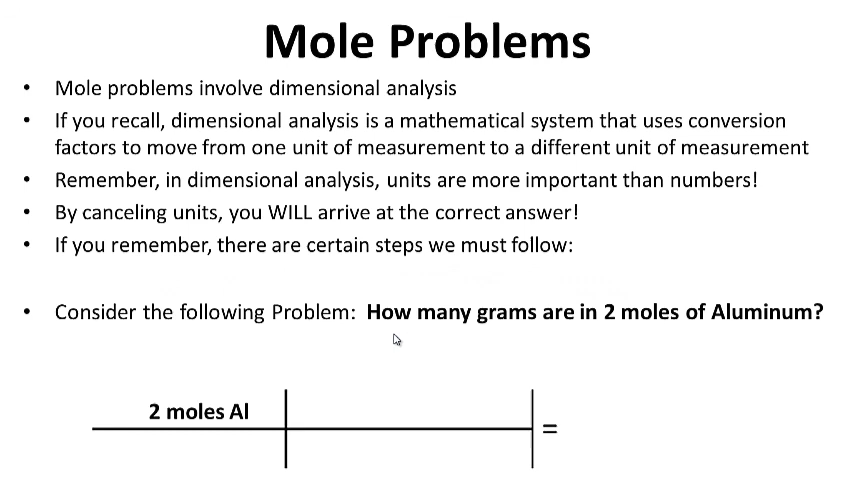 Mole Problems
• Mole problems involve dimensional analysis
• If you recall, dimensional analysis is a mathematical system that uses conversion
factors to move from one unit of measurement to a different unit of measurement
• Remember, in dimensional analysis, units are more important than numbers!
• By canceling units, you WILL arrive at the correct answer!
• If you remember, there are certain steps we must follow:
• Consider the following Problem: How many grams are in 2 moles of Aluminum?
2 moles Al
=